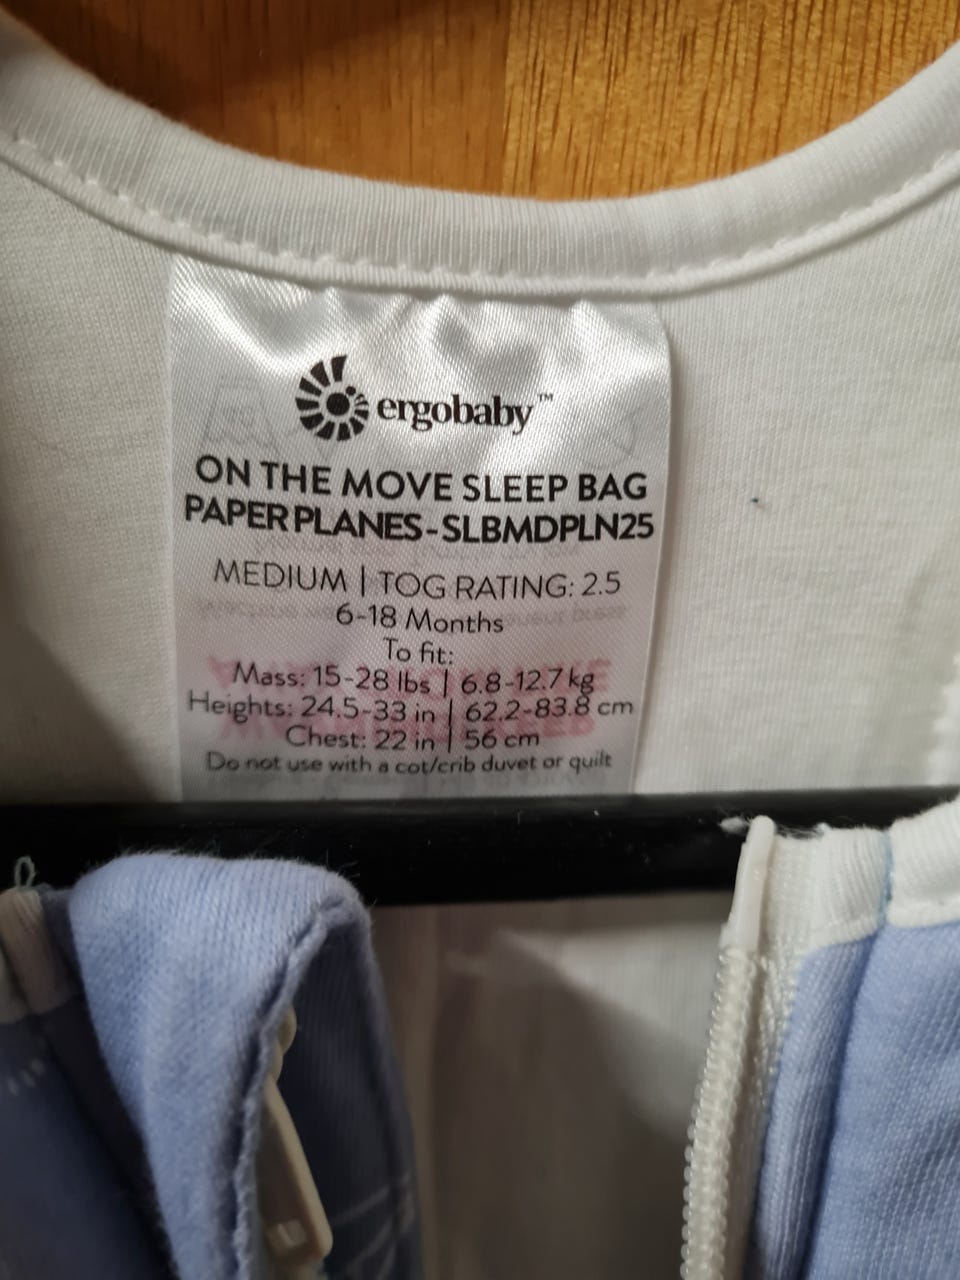 ergobaby™
ON THE MOVE SLEEP BAG
PAPER PLANES - SLBMDPLN25
MEDIUM | TOG RATING: 2.5
6-18 Months
To fit:
Mass: 15-28 lbs | 6.8-12.7 kg
Heights: 24.5-33 in | 62.2-83.8 cm
Chest: 22 in | 56 cm
Do not use with a cot/crib duvet or quilt